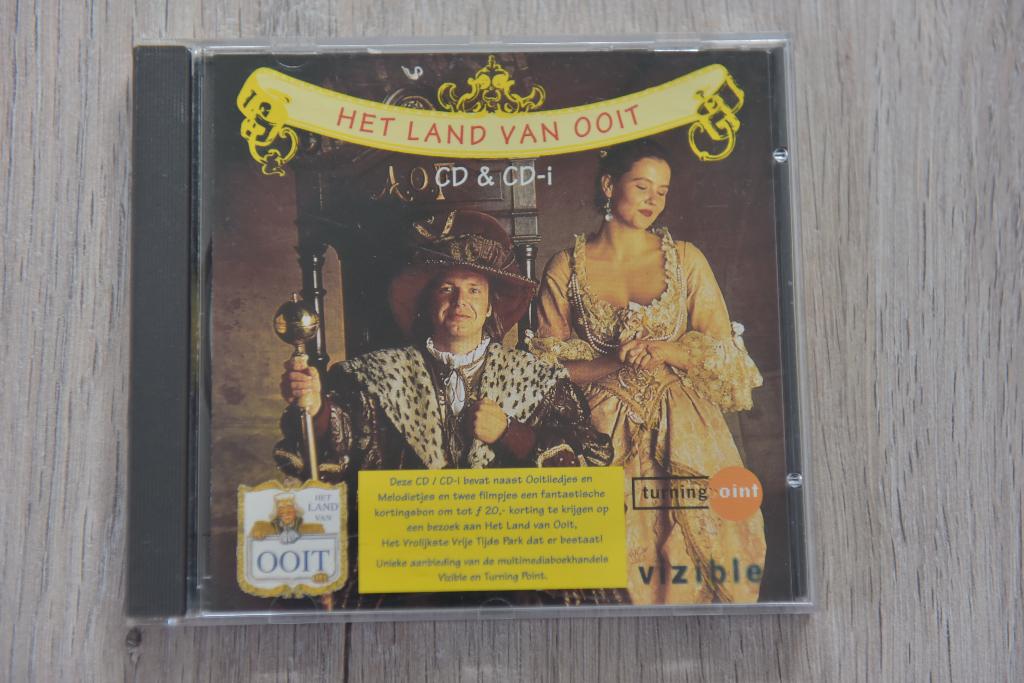 HET LAND VAN OOIT
CD & CD-i
HET
LAND
VAN
OOIT
Deze CD / CD-I bevat naast Ooitliedjes en
Melodietjes en twee filmpjes een fantastische
kortingsbon om tot ƒ 20,- korting te krijgen op
een bezoek aan Het Land van Ooit,
Het Vrolijkste Vrije Tijds Park dat er bestaat!
Unieke aanbieding van de multimediaboekhandels
Vizible en Turning Point.
turning point
vizible